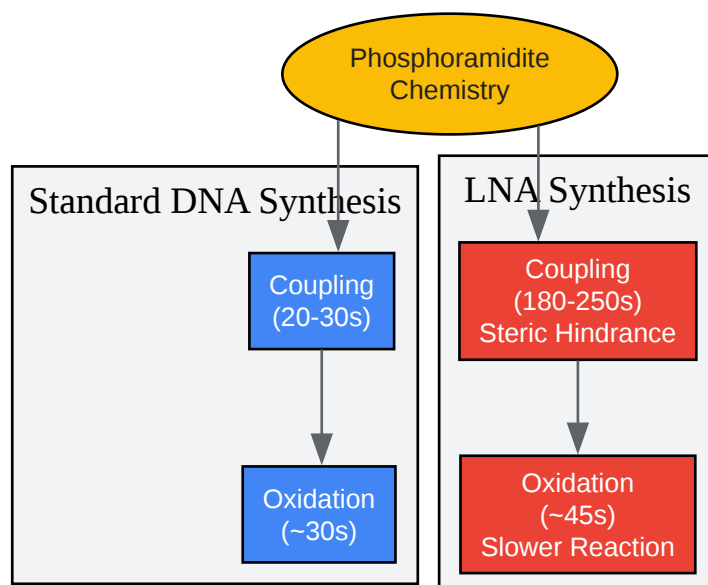 Phosphoramidite
Chemistry
Standard DNA Synthesis
Coupling
(20-30s)
Oxidation
(~30s)
LNA Synthesis
Coupling
(180-250s)
Steric Hindrance
Oxidation
(~45s)
Slower Reaction